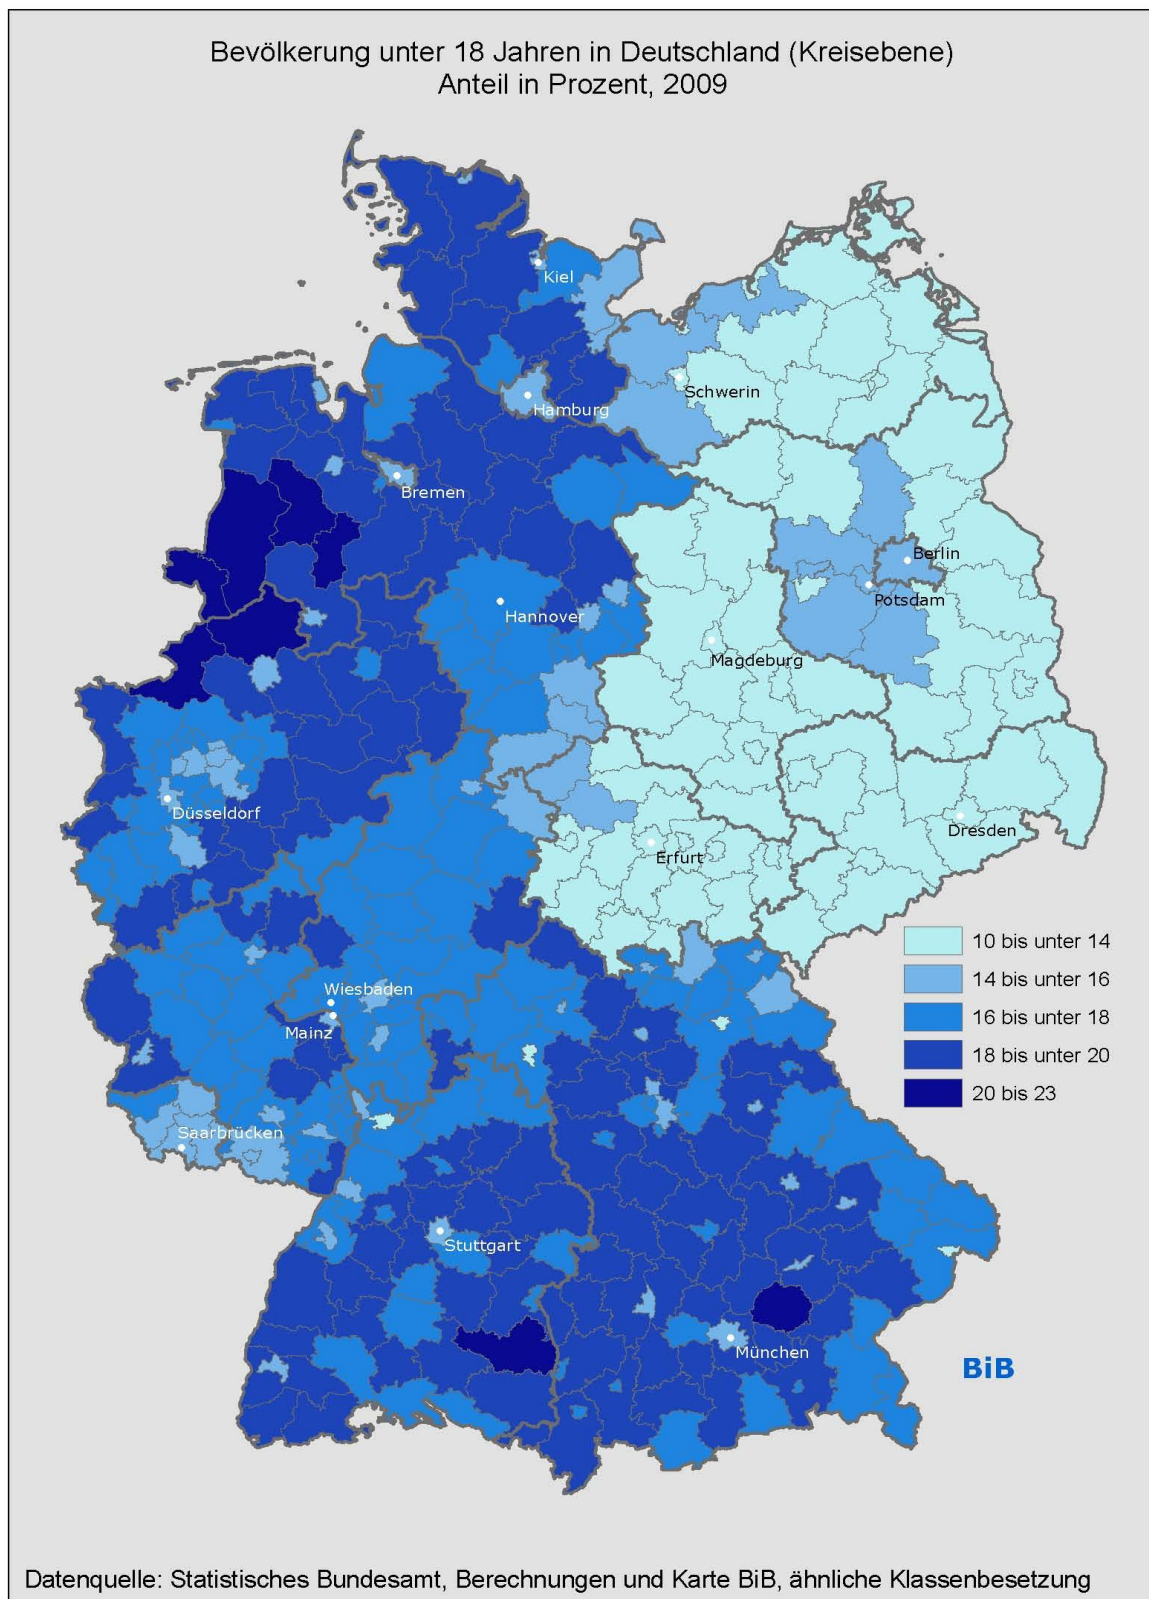 Bevölkerung unter 18 Jahren in Deutschland (Kreisebene)
Anteil in Prozent, 2009
Kiel
Schwerin
Hamburg
Bremen
Berlin
Potsdam
Hannover
Magdeburg
Düsseldorf
Dresden
Erfurt
10 bis unter 14
14 bis unter 16
Wiesbaden
16 bis unter 18
Mainz
18 bis unter 20
20 bis 23
Saarbrücken
Stuttgart
München
BiB
Datenquelle: Statistisches Bundesamt, Berechnungen und Karte BiB, ähnliche Klassenbesetzung